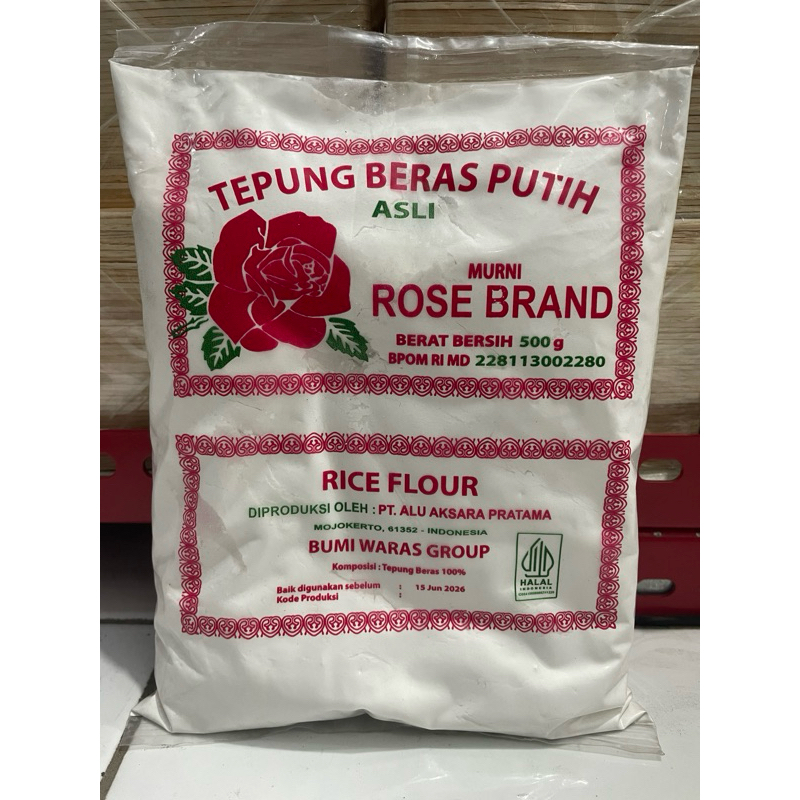 TEPUNG BERAS PUTIH
ASLI
MURNI
ROSE BRAND
BERAT BERSIH 500 g
BPOM RI MD 228113002280
RICE FLOUR
DIPRODUKSI OLEH : PT. ALU AKSARA PRATAMA
MOJOKERTO, 61352 - INDONESIA
BUMI WARAS GROUP
Komposisi : Tepung Beras 100%
HALAL
INDONESIA
Baik digunakan sebelum : 15 Jun 2026
Kode Produksi :